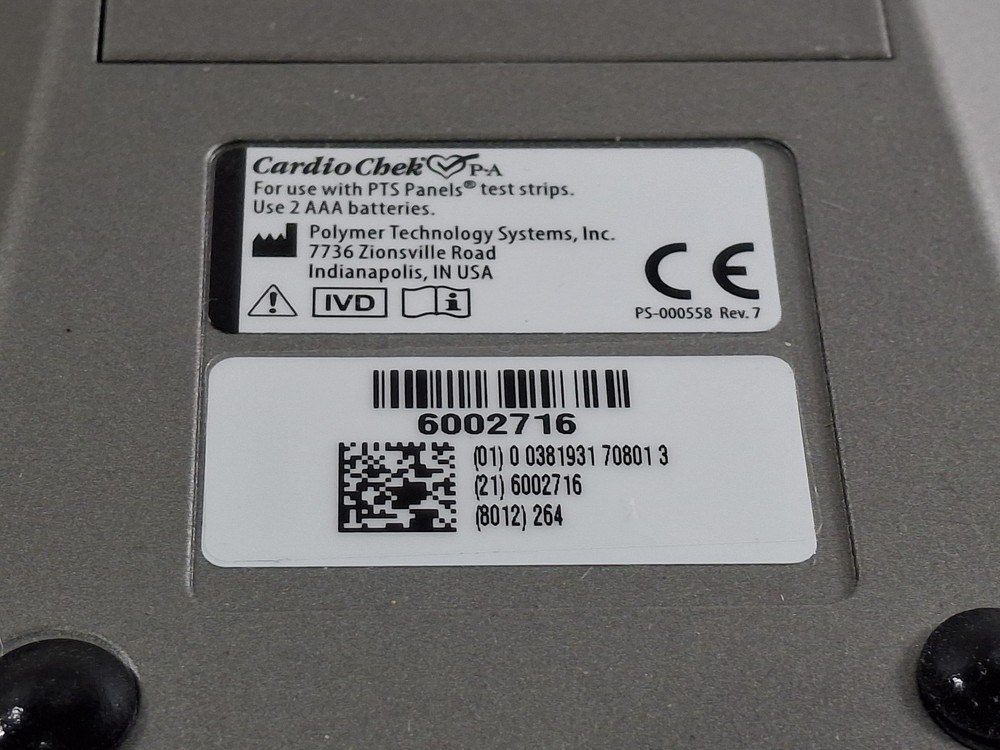 CardioChek P•A
For use with PTS Panels® test strips.
Use 2 AAA batteries.
Polymer Technology Systems, Inc.
7736 Zionsville Road
Indianapolis, IN USA
IVD
i
CE
PS-000558 Rev. 7
6002716
(01) 0 0381931 70801 3
(21) 6002716
(8012) 264